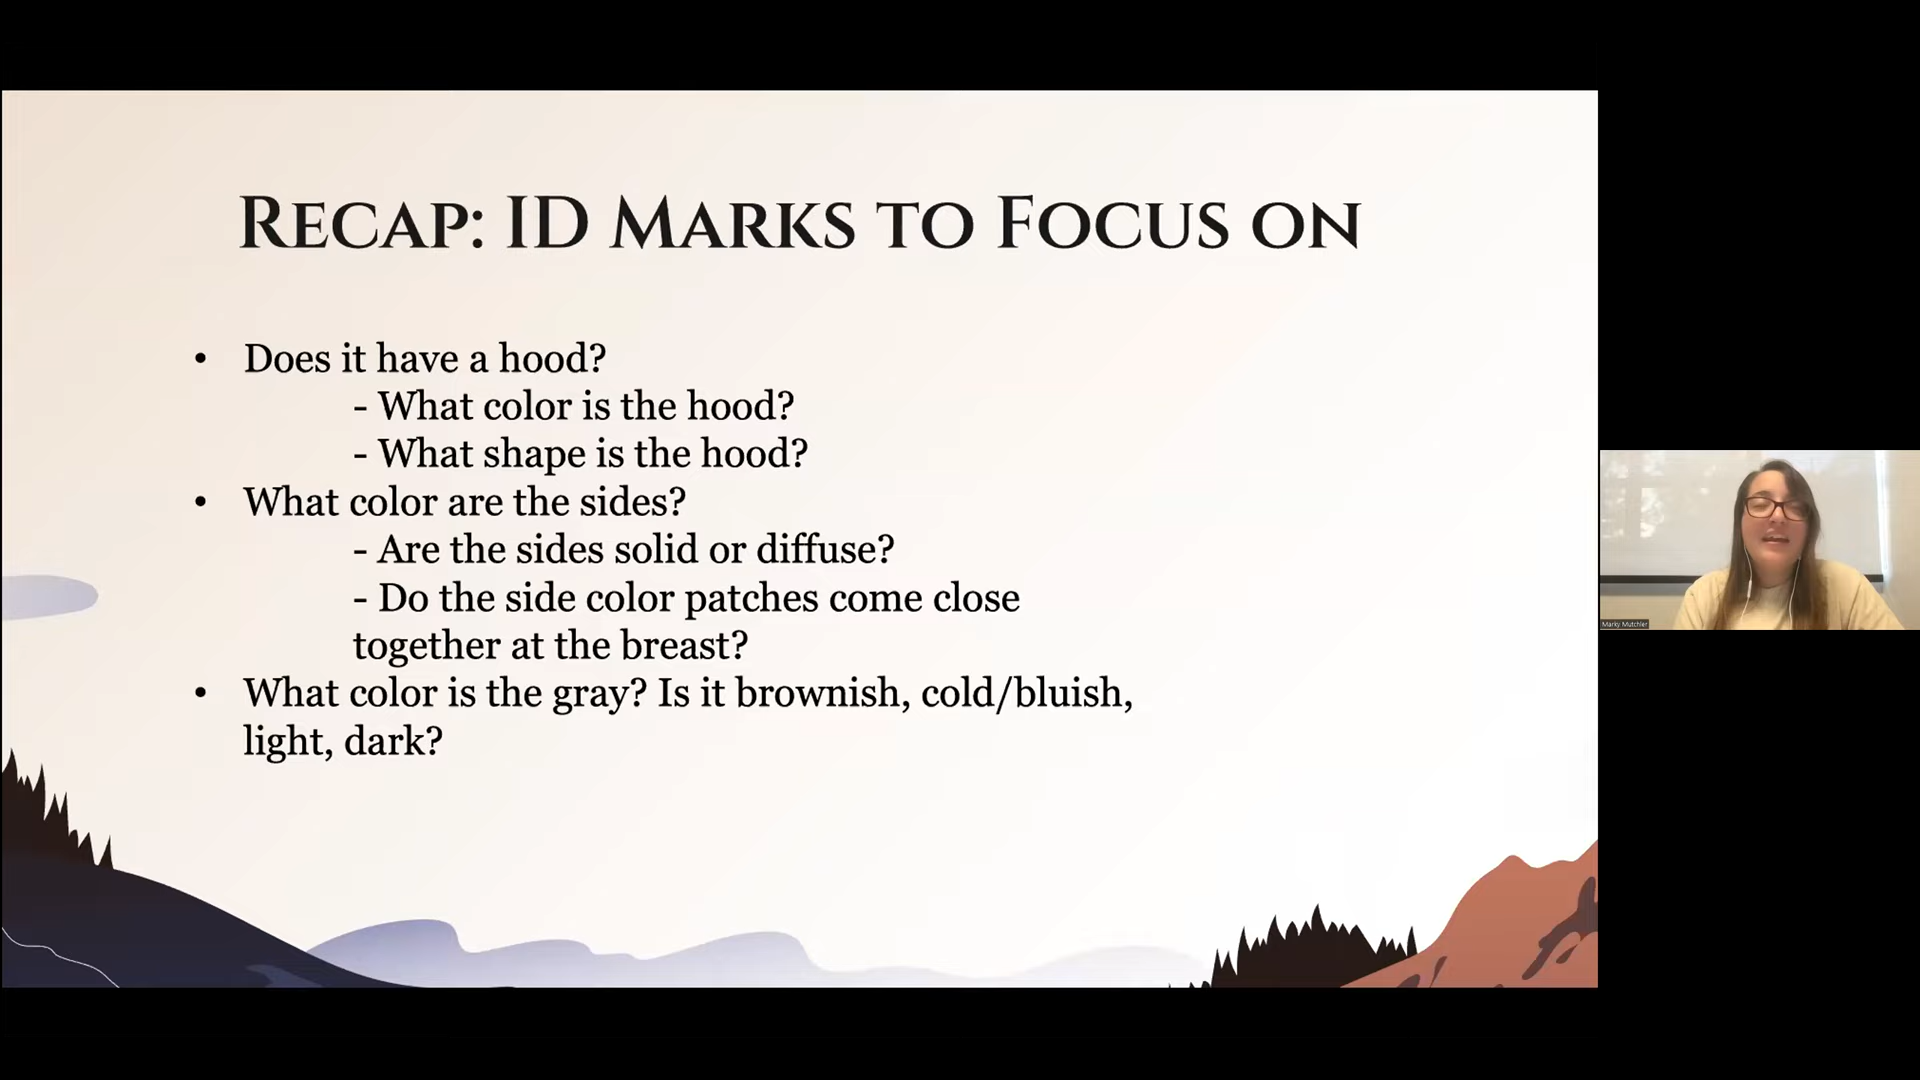 Recap: ID Marks to Focus on
• Does it have a hood?
- What color is the hood?
- What shape is the hood?
• What color are the sides?
- Are the sides solid or diffuse?
- Do the side color patches come close
together at the breast?
• What color is the gray? Is it brownish, cold/bluish,
light, dark?
Marky Mutchler